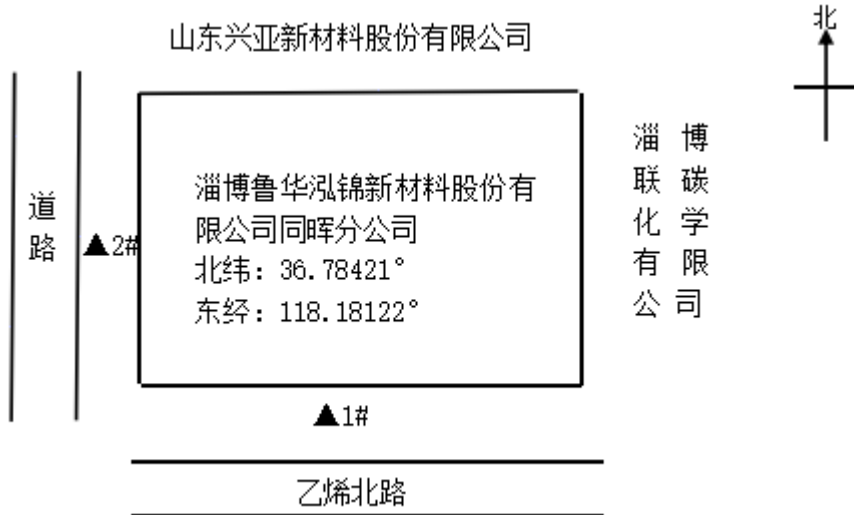 北
山东兴亚新材料股份有限公司
淄博鲁华泓锦新材料股份有
限公司同晖分公司
北纬：36.78421°
东经：118.18122°
道路
▲2#
淄博
联碳
化学
有限
公司
▲1#
乙烯北路